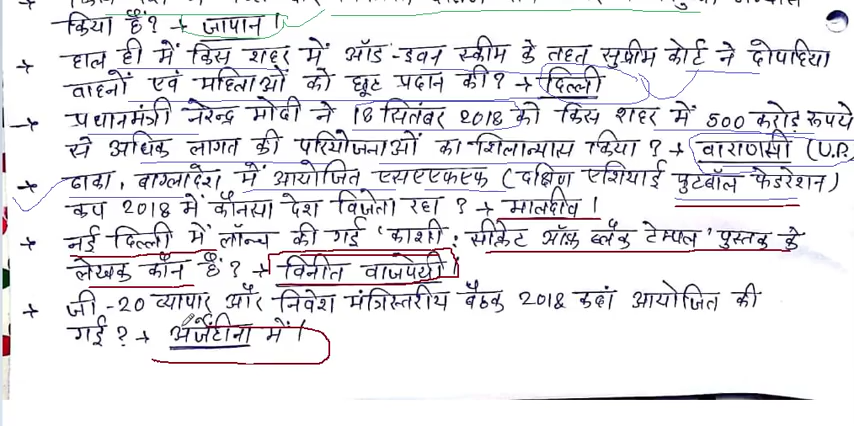 किया है? → जापान।
→ हाल ही में किस शहर में ऑड-इवन स्कीम के तहत सुप्रीम कोर्ट ने दोपहिया
वाहनों एवं महिलाओं को छूट प्रदान की? → दिल्ली
→ प्रधानमंत्री नरेन्द्र मोदी ने 18 सितंबर 2018 को किस शहर में 500 करोड़ रूपये
से अधिक लागत की परियोजनाओं का शिलान्यास किया? → वाराणसी (U.P.
→ ढाका, बांग्लादेश में आयोजित एसएएफएफ (दक्षिण एशियाई फुटबॉल फेडरेशन)
कप 2018 में कौनसा देश विजेता रहा? → मालदीव।
→ नई दिल्ली में लॉन्च की गई 'काशी: सीक्रेट ऑफ ब्लैक टेम्पल' पुस्तक के
लेखक कौन है? → विनीत वाजपेयी।
→ जी-20 व्यापार और निवेश मंत्रिस्तरीय बैठक 2018 कहां आयोजित की
गई? → अर्जेंटीना में।